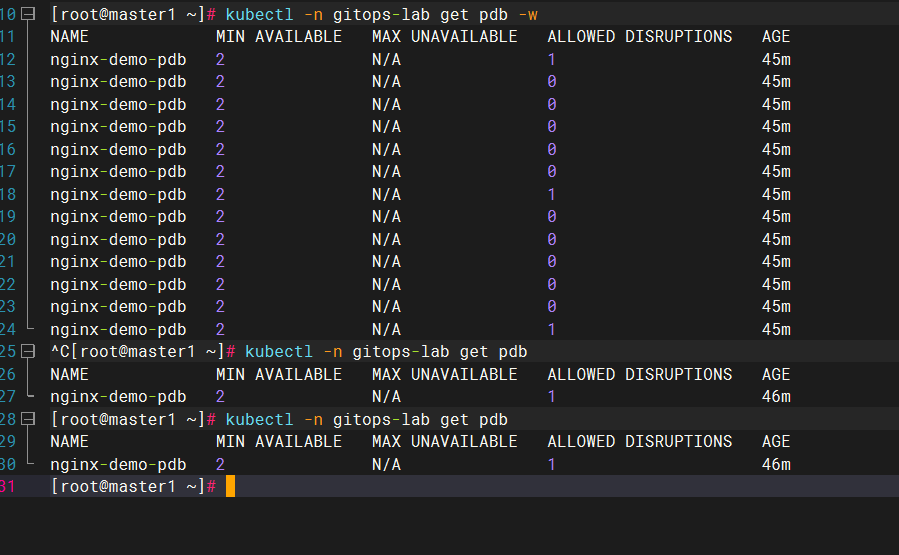 10 [root@master1 ~]# kubectl -n gitops-lab get pdb -w
11 NAME MIN AVAILABLE MAX UNAVAILABLE ALLOWED DISRUPTIONS AGE
12 nginx-demo-pdb 2 N/A 1 45m
13 nginx-demo-pdb 2 N/A 0 45m
14 nginx-demo-pdb 2 N/A 0 45m
15 nginx-demo-pdb 2 N/A 0 45m
16 nginx-demo-pdb 2 N/A 0 45m
17 nginx-demo-pdb 2 N/A 0 45m
18 nginx-demo-pdb 2 N/A 1 45m
19 nginx-demo-pdb 2 N/A 0 45m
20 nginx-demo-pdb 2 N/A 0 45m
21 nginx-demo-pdb 2 N/A 0 45m
22 nginx-demo-pdb 2 N/A 0 45m
23 nginx-demo-pdb 2 N/A 0 45m
24 nginx-demo-pdb 2 N/A 1 45m
25 ^C[root@master1 ~]# kubectl -n gitops-lab get pdb
26 NAME MIN AVAILABLE MAX UNAVAILABLE ALLOWED DISRUPTIONS AGE
27 nginx-demo-pdb 2 N/A 1 46m
28 [root@master1 ~]# kubectl -n gitops-lab get pdb
29 NAME MIN AVAILABLE MAX UNAVAILABLE ALLOWED DISRUPTIONS AGE
30 nginx-demo-pdb 2 N/A 1 46m
31 [root@master1 ~]#